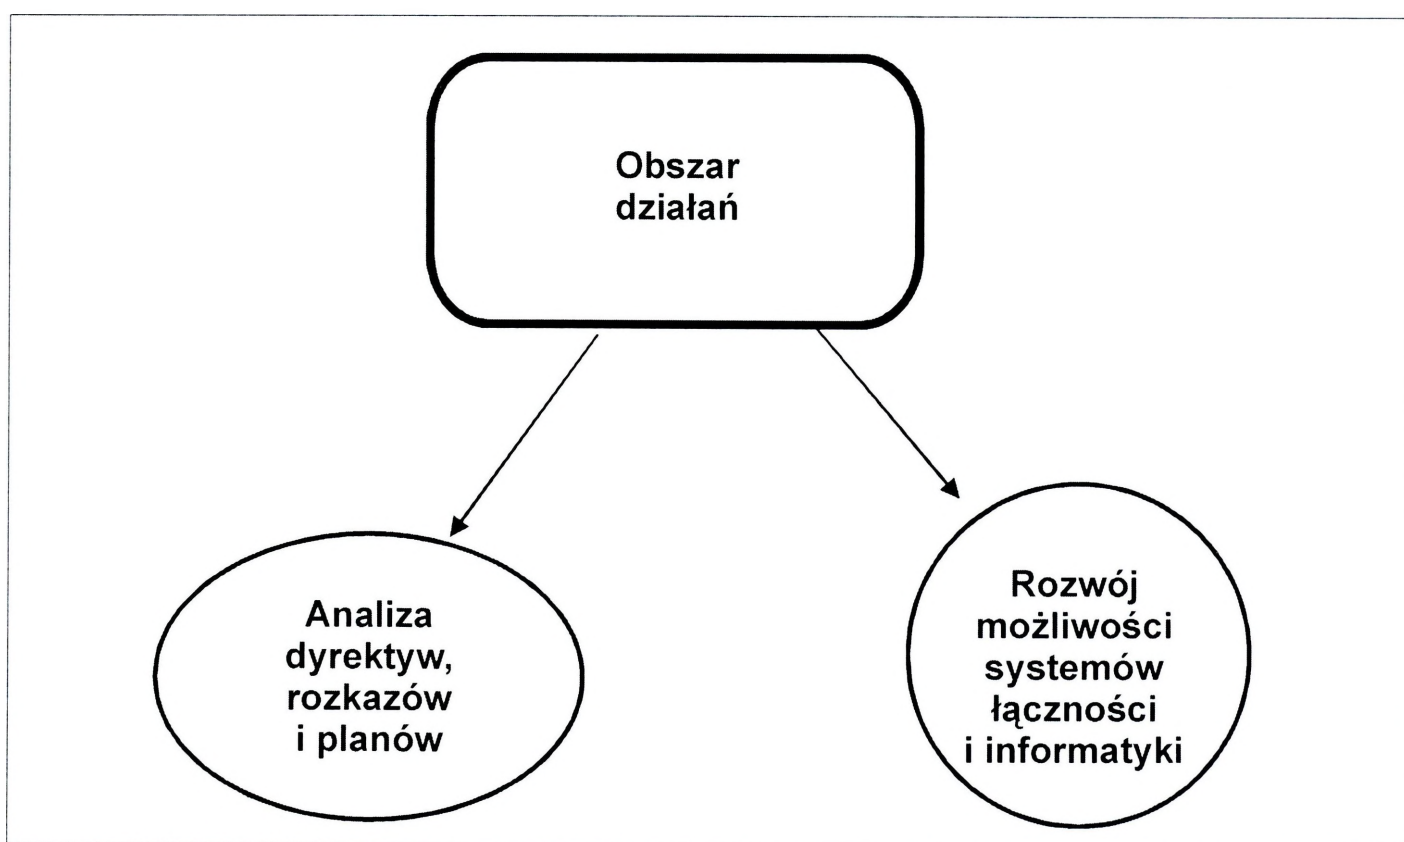 Obszar
działań
Analiza
dyrektyw,
rozkazów
i planów
Rozwój
możliwości
systemów
łączności
i informatyki